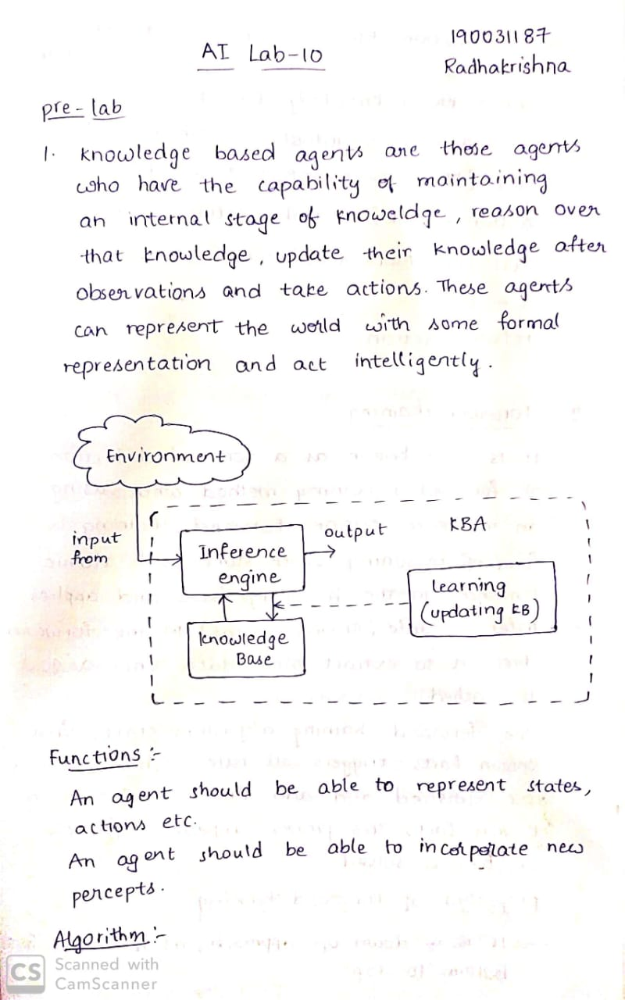 190031187
AI Lab-10
Radhakrishna
pre-lab
1. knowledge based agents are those agents
who have the capability of maintaining
an internal stage of knoweldge, reason over
that knowledge, update their knowledge after
observations and take actions. These agents
can represent the world with some formal
representation and act intelligently.
Environment
input
from
Inference
engine
output
KBA
Learning
(updating KB)
knowledge
Base
Functions :-
An agent should be able to represent states,
actions etc.
An agent should be able to incorporate new
percepts.
Algorithm :-
CS
Scanned with
CamScanner